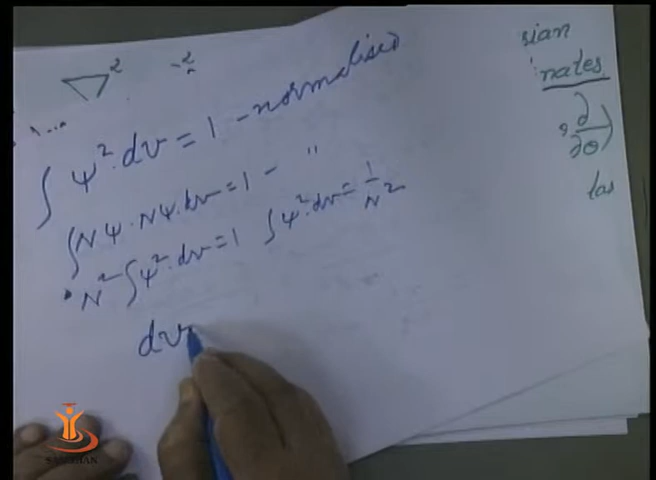 ∇²
∫ψ²·dv = 1 - normalised
∫Nψ·Nψ·dv = 1 - "
N²∫ψ²·dv = 1 ∫ψ²·dv = 1/N²
dv
sian
nates
, ∂/∂θ)
las